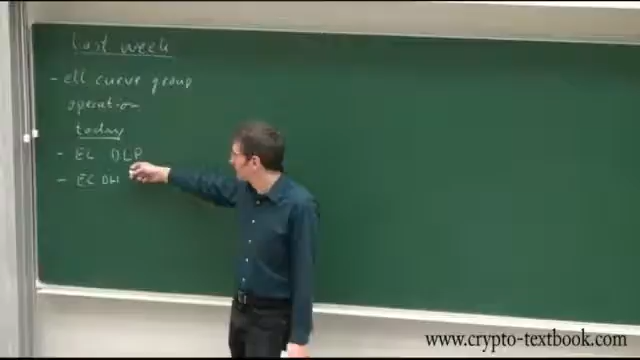 last week
- ell curve group
operation
today
- EC DLP
- EC DH
www.crypto-textbook.com